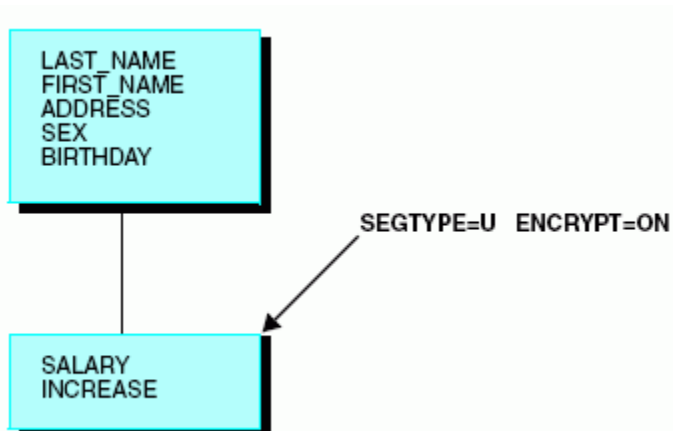 LAST_NAME
FIRST_NAME
ADDRESS
SEX
BIRTHDAY
SEGTYPE=U ENCRYPT=ON
SALARY
INCREASE